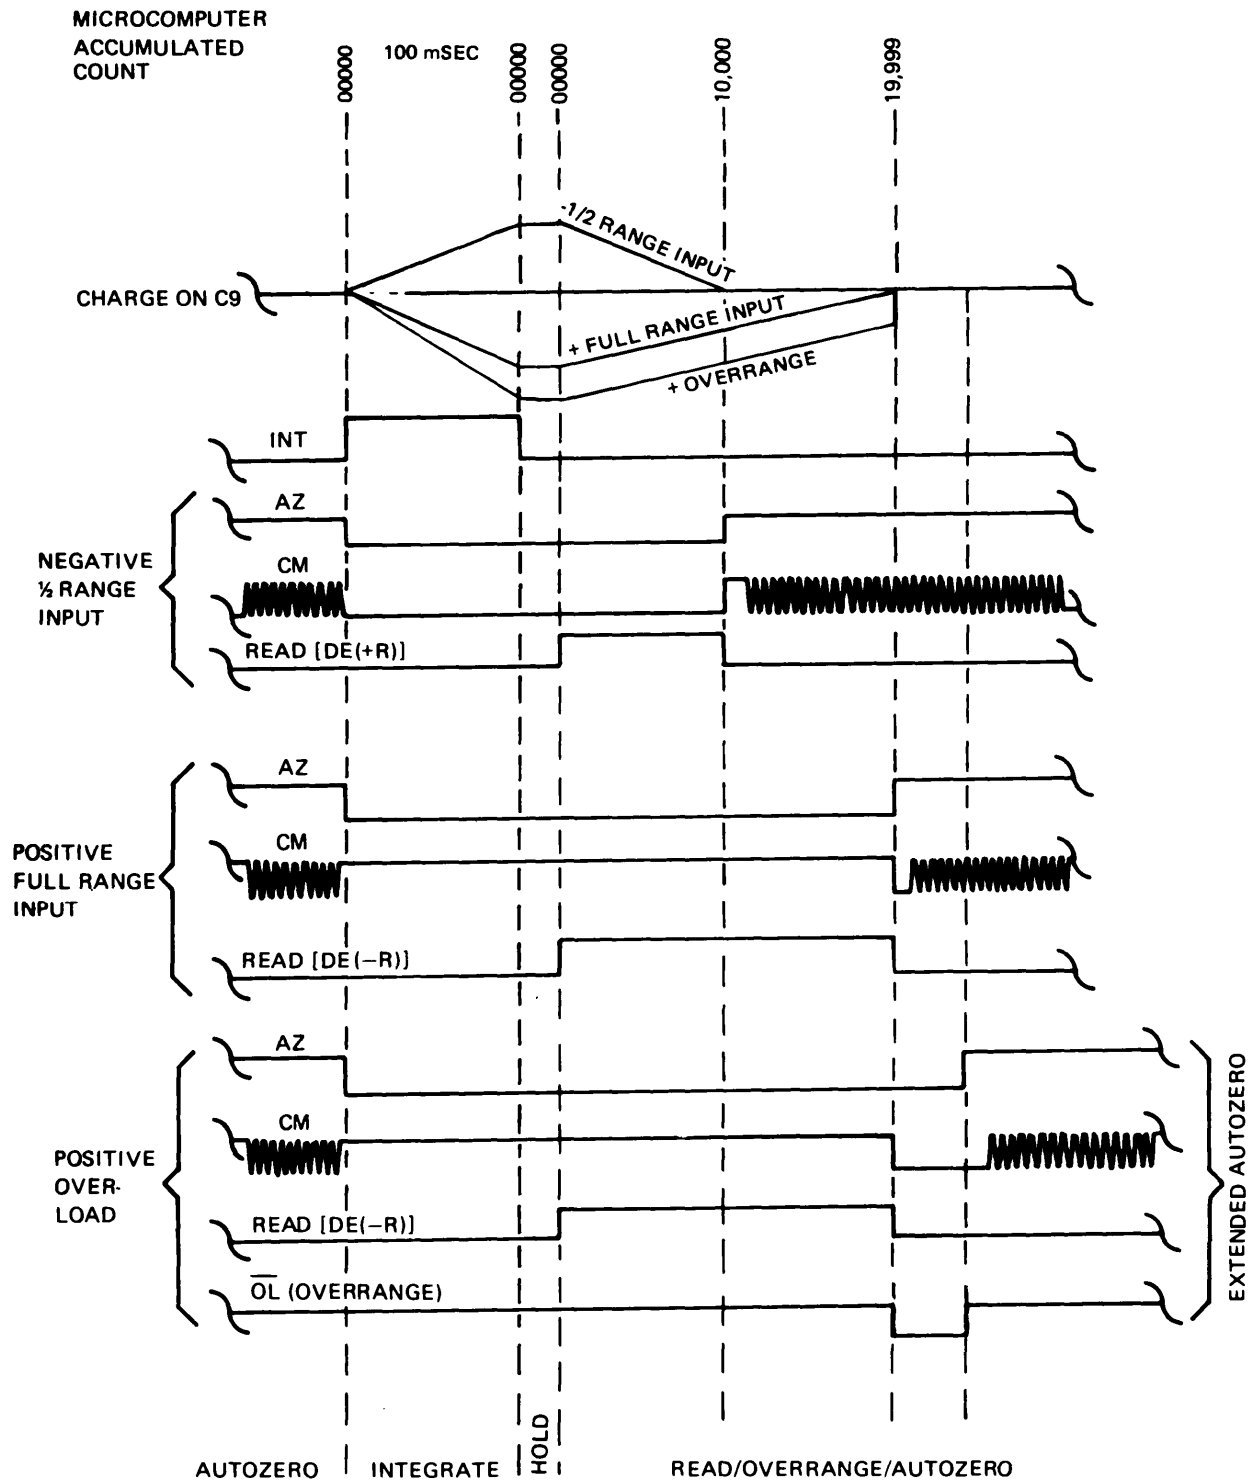 MICROCOMPUTER
ACCUMULATED
COUNT
00000
100 mSEC
00000
00000
10,000
19,999
-1/2 RANGE INPUT
CHARGE ON C9
+ FULL RANGE INPUT
+ OVERRANGE
INT
AZ
NEGATIVE
½ RANGE
INPUT
CM
READ [DE(+R)]
AZ
POSITIVE
FULL RANGE
INPUT
CM
READ [DE(−R)]
AZ
CM
POSITIVE
OVER-
LOAD
READ [DE(−R)]
OL (OVERRANGE)
EXTENDED AUTOZERO
AUTOZERO
INTEGRATE
HOLD
READ/OVERRANGE/AUTOZERO